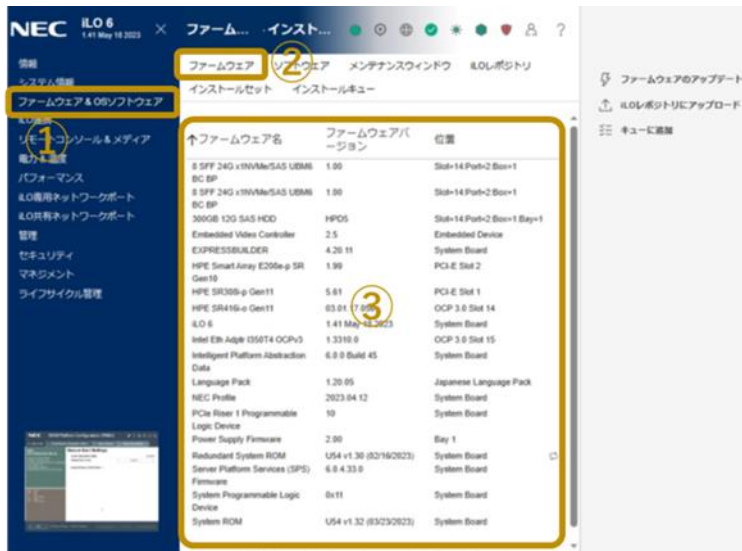 NEC iLO 6
1.41 May 18 2023
ファーム... ·インスト...
情報
システム情報
ファームウェア & OSソフトウェア
iLO連携
リモートコンソール & メディア
電力 & 温度
パフォーマンス
iLO専用ネットワークポート
iLO共有ネットワークポート
管理
セキュリティ
マネジメント
ライフサイクル管理
①
ファームウェア ソフトウェア メンテナンスウィンドウ iLOレポジトリ
インストールセット インストールキュー
②
↑ファームウェア名 ファームウェアバージョン 位置
8 SFF 24G x1NVMe/SAS UBM6 BC BP 1.00 Slot=14:Port=2:Box=1
8 SFF 24G x1NVMe/SAS UBM6 BC BP 1.00 Slot=14:Port=2:Box=1
300GB 12G SAS HDD HPD5 Slot=14:Port=2:Box=1:Bay=1
Embedded Video Controller 2.5 Embedded Device
EXPRESSBUILDER 4.20.11 System Board
HPE Smart Array E208e-p SR Gen10 1.99 PCI-E Slot 2
HPE SR308i-p Gen11 5.61 PCI-E Slot 1
HPE SR416i-o Gen11 OCP 3.0 Slot 14
iLO 6 1.41 May 18 2023 System Board
Intel Eth Adptr I350T4 OCPv3 1.3310.0 OCP 3.0 Slot 15
Intelligent Platform Abstraction Data 6.0.0 Build 45 System Board
Language Pack 1.20.05 Japanese Language Pack
NEC Profile 2023.04.12 System Board
PCIe Riser 1 Programmable Logic Device 10 System Board
Power Supply Firmware 2.00 Bay 1
Redundant System ROM U54 v1.30 (02/16/2023) System Board
Server Platform Services (SPS) Firmware 6.0.4.33.0 System Board
System Programmable Logic Device 0x11 System Board
System ROM U54 v1.32 (03/23/2023) System Board
③
ファームウェアのアップデート
iLOレポジトリにアップロード
キューに追加
NEC